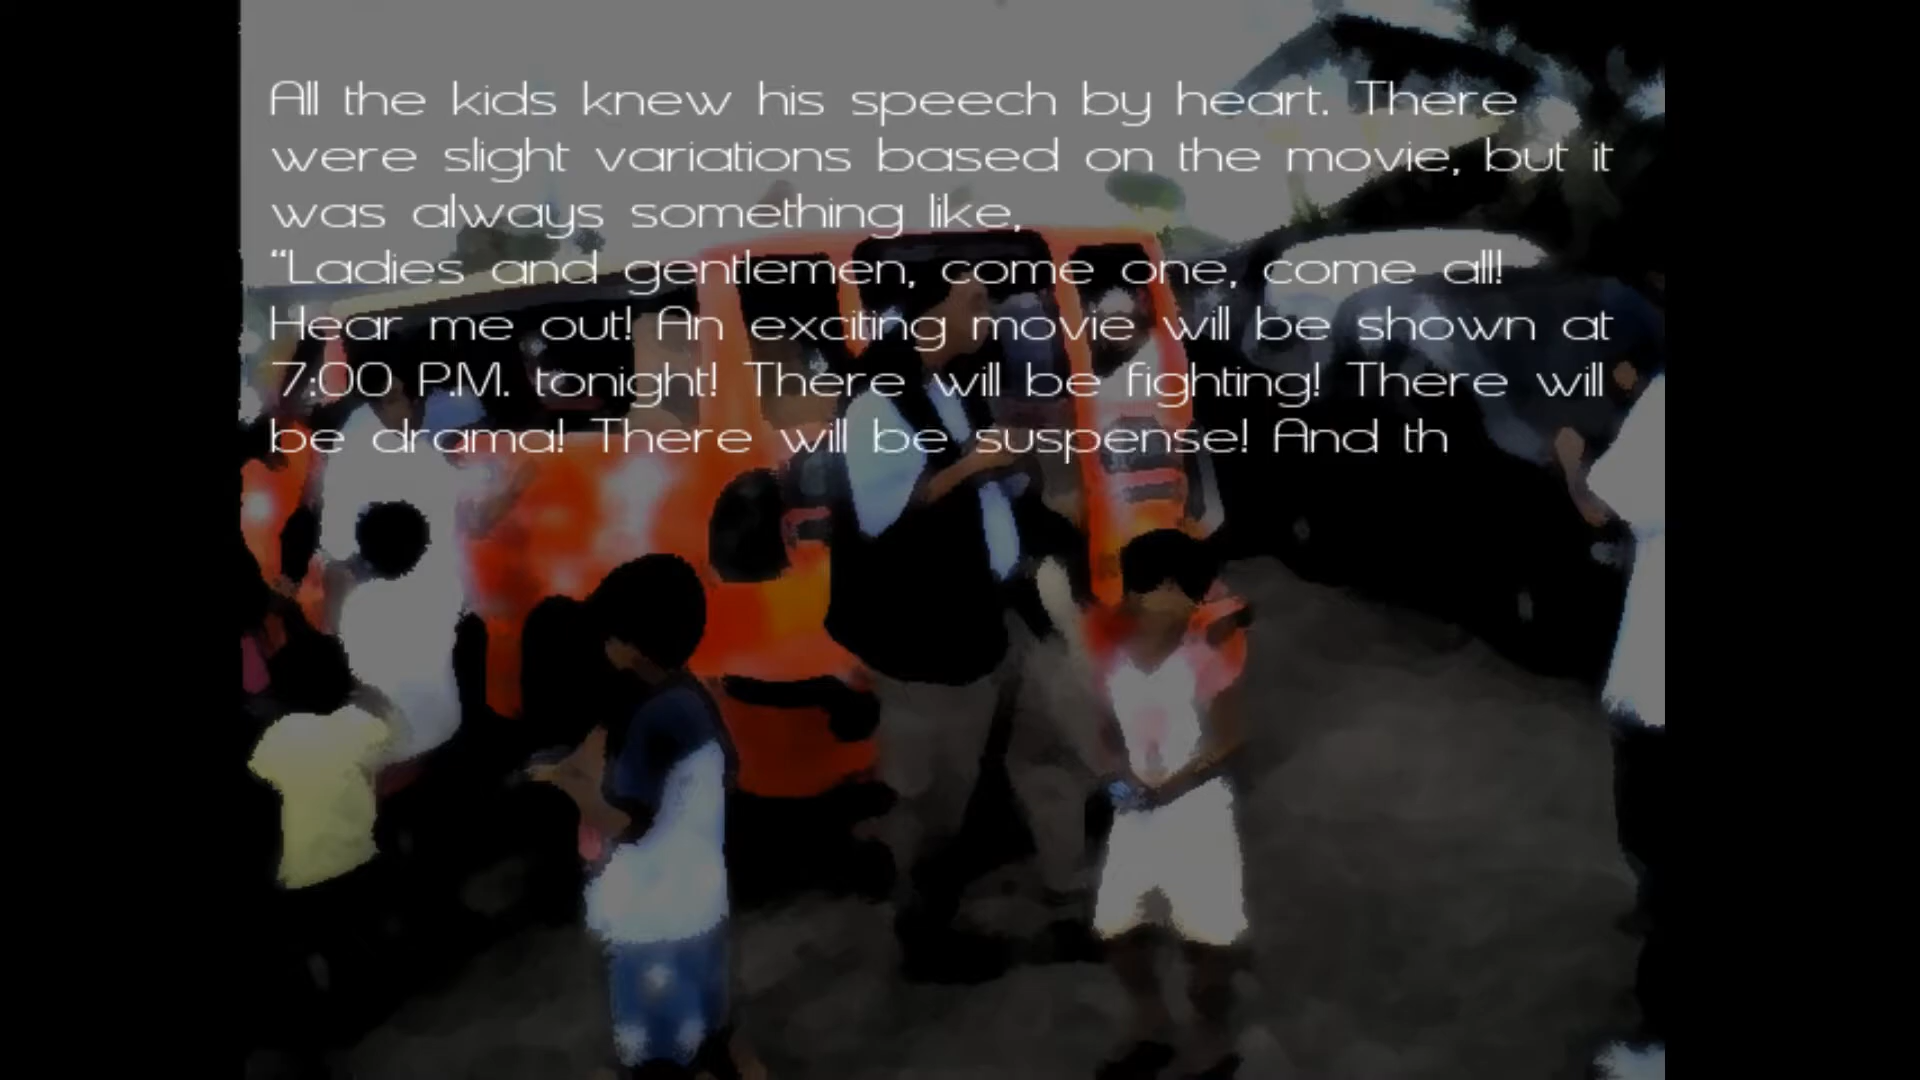 All the kids knew his speech by heart. There
were slight variations based on the movie, but it
was always something like,
“Ladies and gentlemen, come one, come all!
Hear me out! An exciting movie will be shown at
7:00 P.M. tonight! There will be fighting! There will
be drama! There will be suspense! And th